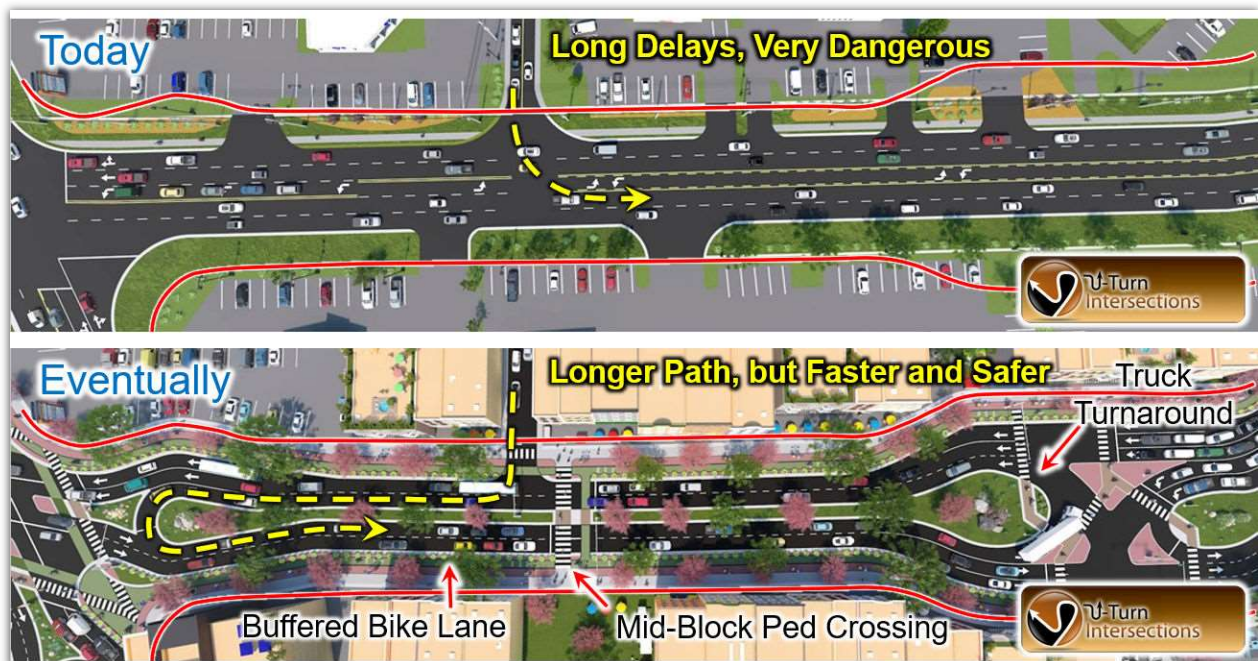 Today
Long Delays, Very Dangerous
U-Turn
Intersections
Eventually
Longer Path, but Faster and Safer
Truck
Turnaround
Buffered Bike Lane
Mid-Block Ped Crossing
U-Turn
Intersections